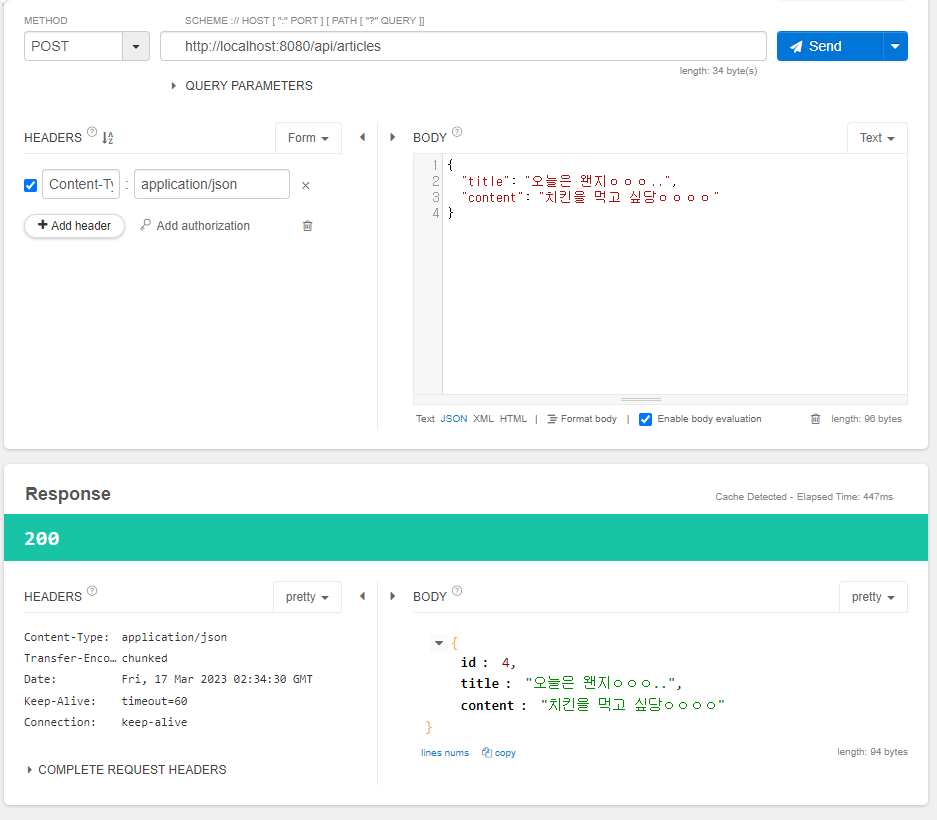 METHOD
SCHEME :// HOST [ ":" PORT ] [ PATH [ "?" QUERY ]]
POST
http://localhost:8080/api/articles
Send
length: 34 byte(s)
QUERY PARAMETERS
HEADERS ?
Form
BODY ?
Text
Content-Ty : application/json ×
+ Add header
Add authorization
1 {
2 "title": "오늘은 왠지ㅇㅇㅇ..",
3 "content": "치킨을 먹고 싶당ㅇㅇㅇㅇ"
4 }
Text JSON XML HTML | Format body | Enable body evaluation
length: 96 bytes
Response
Cache Detected - Elapsed Time: 447ms
200
HEADERS ?
pretty
Content-Type: application/json
Transfer-Enco… chunked
Date: Fri, 17 Mar 2023 02:34:30 GMT
Keep-Alive: timeout=60
Connection: keep-alive
COMPLETE REQUEST HEADERS
BODY ?
pretty
{
id : 4,
title : "오늘은 왠지ㅇㅇㅇ..",
content : "치킨을 먹고 싶당ㅇㅇㅇㅇ"
}
lines nums copy
length: 94 bytes